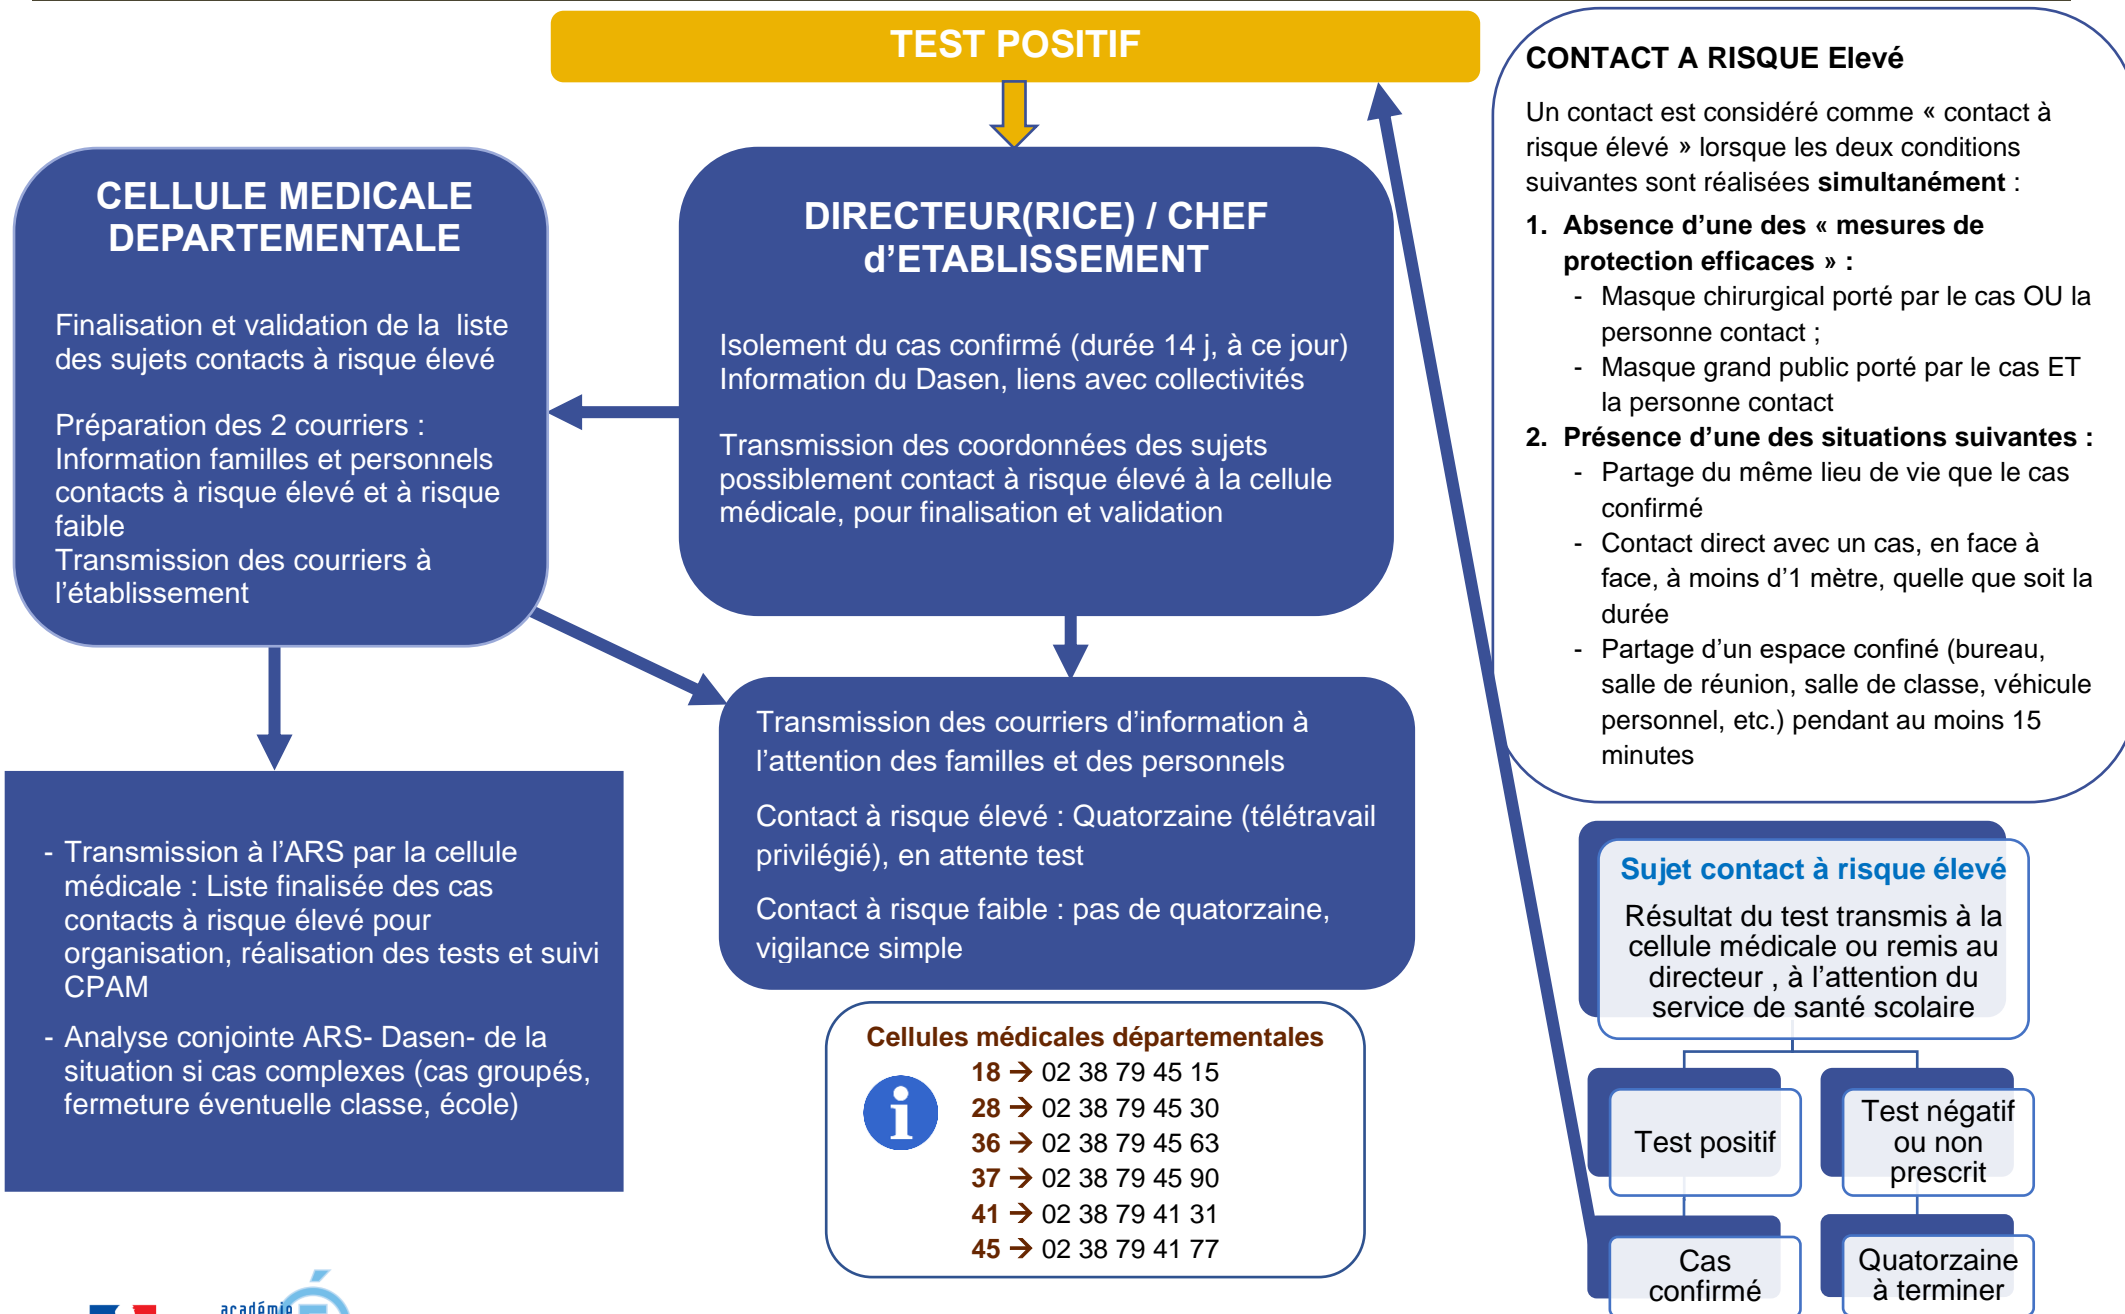 TEST POSITIF
CELLULE MEDICALE
DEPARTEMENTALE
Finalisation et validation de la  liste
des sujets contacts à risque élevé
Préparation des 2 courriers :
Information familles et personnels
contacts à risque élevé et à risque
faible
Transmission des courriers à
l’établissement
DIRECTEUR(RICE) / CHEF
d’ETABLISSEMENT
Isolement du cas confirmé (durée 14 j, à ce jour)
Information du Dasen, liens avec collectivités
Transmission des coordonnées des sujets
possiblement contact à risque élevé à la cellule
médicale, pour finalisation et validation
- Transmission à l’ARS par la cellule
médicale : Liste finalisée des cas
contacts à risque élevé pour
organisation, réalisation des tests et suivi
CPAM
- Analyse conjointe ARS- Dasen- de la
situation si cas complexes (cas groupés,
fermeture éventuelle classe, école)
Transmission des courriers d’information à
l’attention des familles et des personnels
Contact à risque élevé : Quatorzaine (télétravail
privilégié), en attente test
Contact à risque faible : pas de quatorzaine,
vigilance simple
Cellules médicales départementales
18 → 02 38 79 45 15
28 → 02 38 79 45 30
36 → 02 38 79 45 63
37 → 02 38 79 45 90
41 → 02 38 79 41 31
45 → 02 38 79 41 77
CONTACT A RISQUE Elevé
Un contact est considéré comme « contact à
risque élevé » lorsque les deux conditions
suivantes sont réalisées simultanément :
1. Absence d’une des « mesures de
protection efficaces » :
- Masque chirurgical porté par le cas OU la
personne contact ;
- Masque grand public porté par le cas ET
la personne contact
2. Présence d’une des situations suivantes :
- Partage du même lieu de vie que le cas
confirmé
- Contact direct avec un cas, en face à
face, à moins d’1 mètre, quelle que soit la
durée
- Partage d’un espace confiné (bureau,
salle de réunion, salle de classe, véhicule
personnel, etc.) pendant au moins 15
minutes
Sujet contact à risque élevé
Résultat du test transmis à la
cellule médicale ou remis au
directeur , à l’attention du
service de santé scolaire
Test positif
Test négatif
ou non
prescrit
Cas
confirmé
Quatorzaine
à terminer
académie